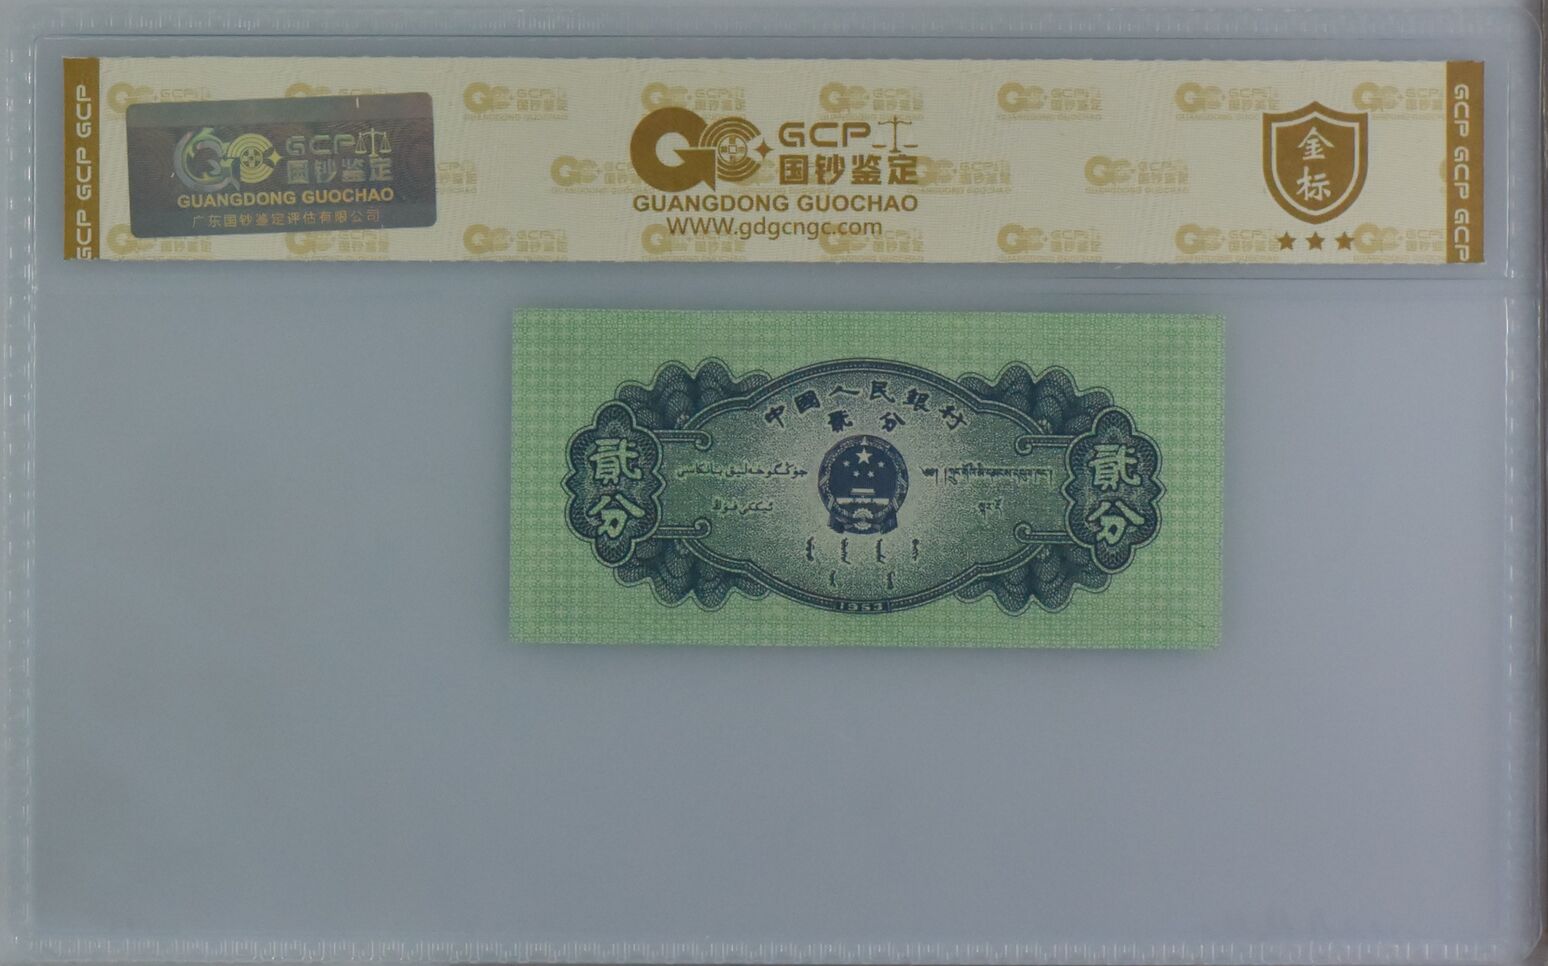 GCP GCP GCP
GCP
国钞鉴定
GUANGDONG GUOCHAO
广东国钞鉴定评估有限公司
GCP
国钞鉴定
GUANGDONG GUOCHAO
WWW.gdgcngc.com
金
标
GCP GCP GCP
中國人民銀行
貳分
貳分
貳分
1953